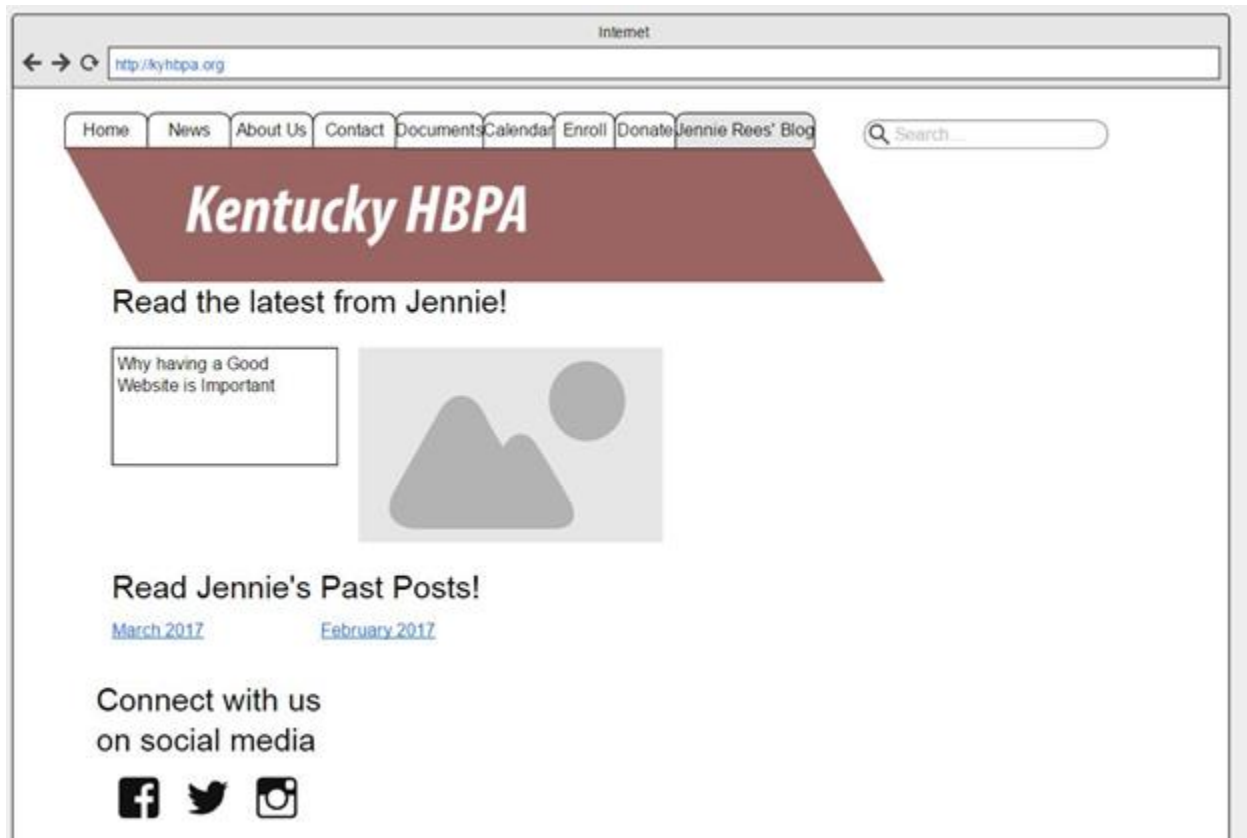 Internet
http://kyhbpa.org
Home News About Us Contact Documents Calendar Enroll Donate Jennie Rees' Blog Search...
Kentucky HBPA
Read the latest from Jennie!
Why having a Good
Website is Important
Read Jennie's Past Posts!
March 2017 February 2017
Connect with us
on social media